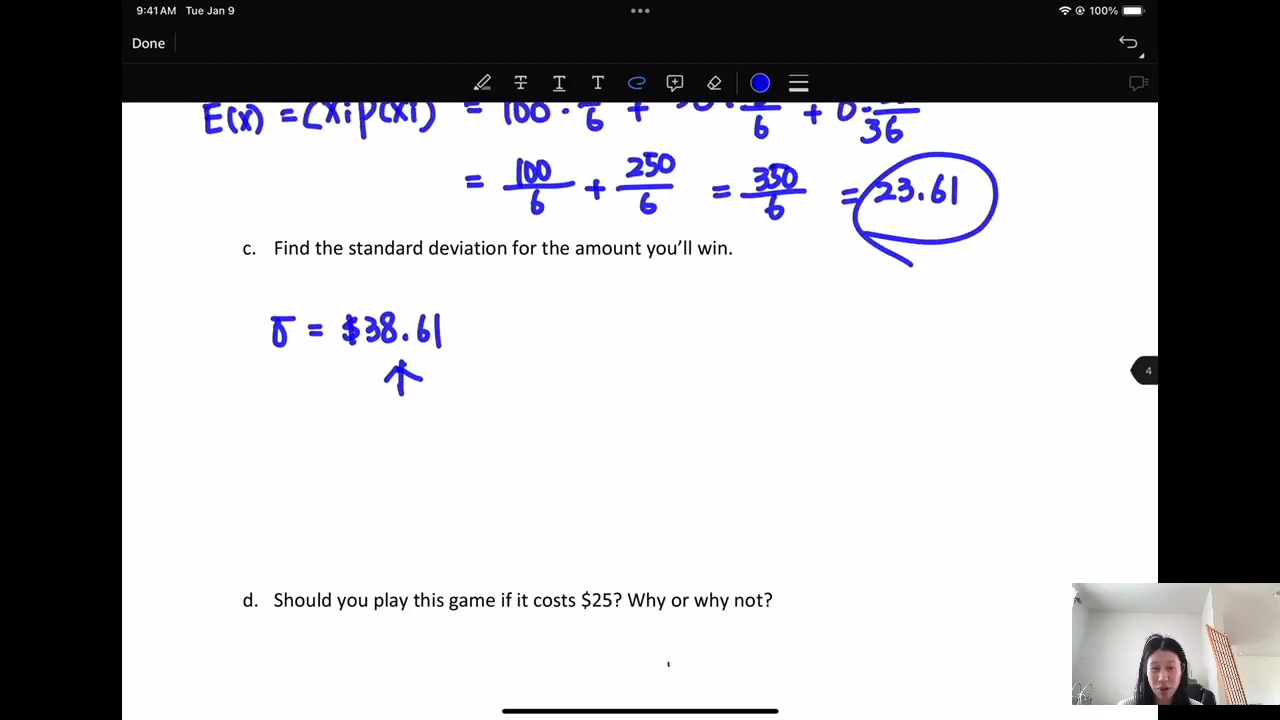 9:41 AM Tue Jan 9
100%
Done
T T T
E(x) = Σxip(xi) = 100 · /6 + /6 + 0 · /36
= 100/6 + 250/6 = 350/6 = 23.61
c. Find the standard deviation for the amount you'll win.
σ = $38.61
4
d. Should you play this game if it costs $25? Why or why not?